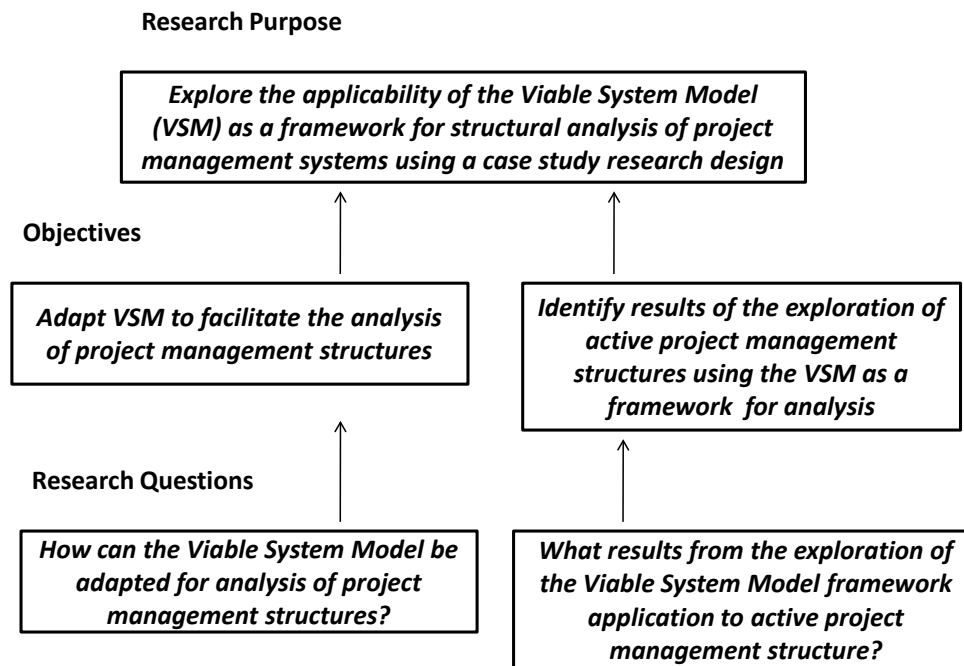 Research Purpose
Explore the applicability of the Viable System Model
(VSM) as a framework for structural analysis of project
management systems using a case study research design
Objectives
Adapt VSM to facilitate the analysis
of project management structures
Identify results of the exploration of
active project management
structures using the VSM as a
framework for analysis
Research Questions
How can the Viable System Model be
adapted for analysis of project
management structures?
What results from the exploration of
the Viable System Model framework
application to active project
management structure?